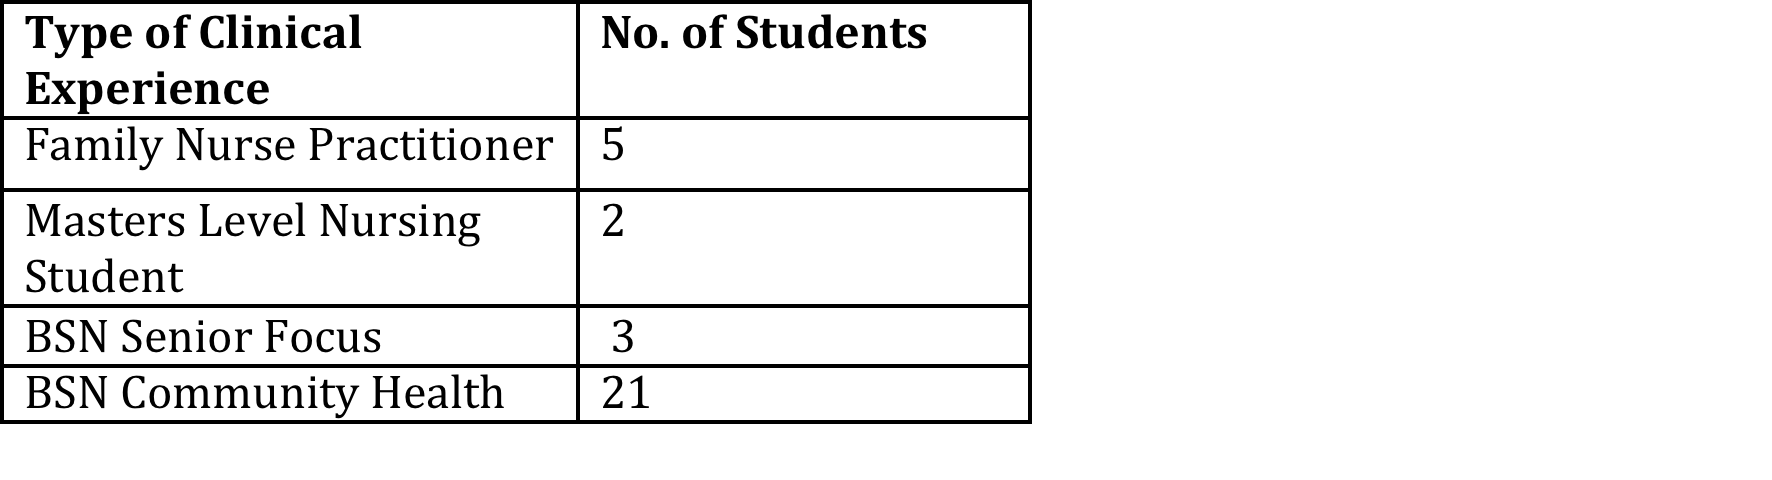 Type of Clinical No. of Students
Experience
Family Nurse Practitioner 5
Masters Level Nursing 2
Student
BSN Senior Focus 3
BSN Community Health 21